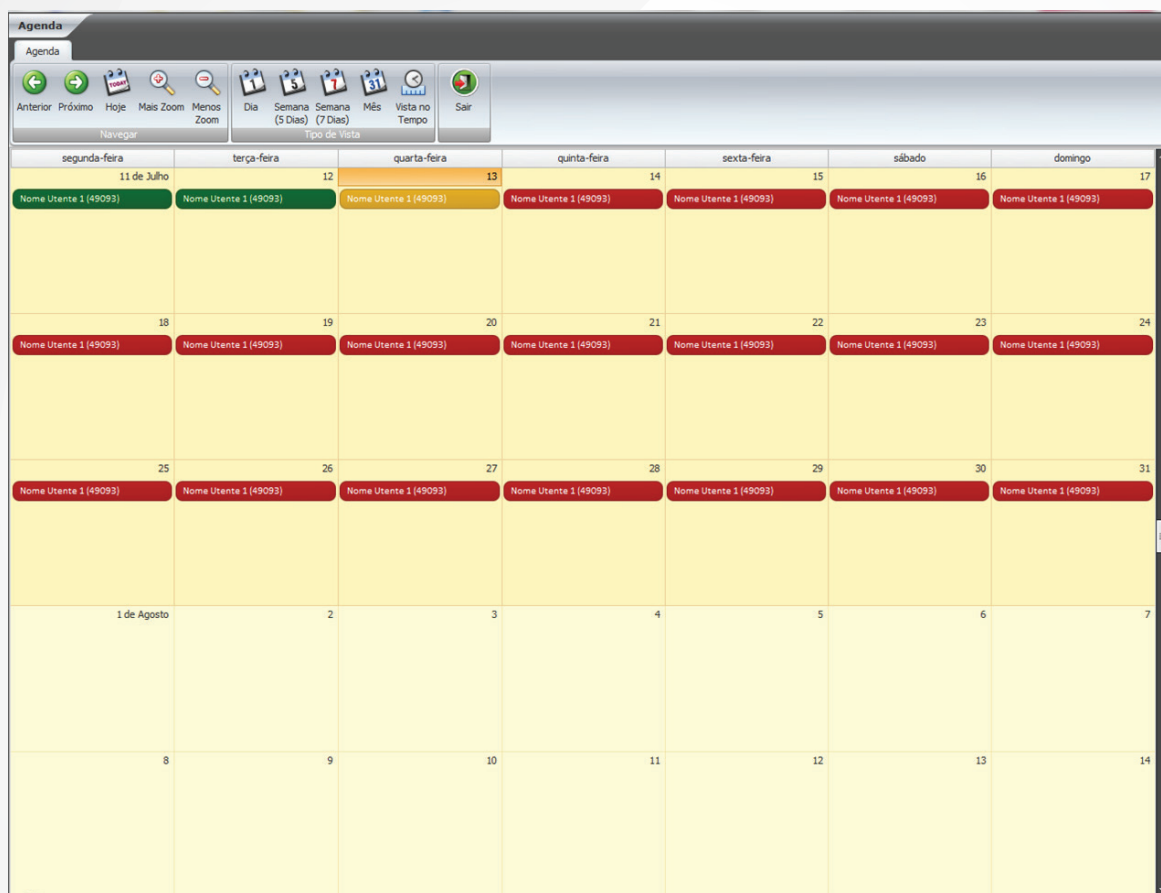 Agenda
Agenda
Anterior Próximo Hoje Mais Zoom Menos Zoom Dia Semana (5 Dias) Semana (7 Dias) Mês Vista no Tempo Sair
TODAY 1 5 7 31
Navegar Tipo de Vista
segunda-feira terça-feira quarta-feira quinta-feira sexta-feira sábado domingo
11 de Julho 12 13 14 15 16 17
Nome Utente 1 (49093) Nome Utente 1 (49093) Nome Utente 1 (49093) Nome Utente 1 (49093) Nome Utente 1 (49093) Nome Utente 1 (49093) Nome Utente 1 (49093)
18 19 20 21 22 23 24
Nome Utente 1 (49093) Nome Utente 1 (49093) Nome Utente 1 (49093) Nome Utente 1 (49093) Nome Utente 1 (49093) Nome Utente 1 (49093) Nome Utente 1 (49093)
25 26 27 28 29 30 31
Nome Utente 1 (49093) Nome Utente 1 (49093) Nome Utente 1 (49093) Nome Utente 1 (49093) Nome Utente 1 (49093) Nome Utente 1 (49093) Nome Utente 1 (49093)
1 de Agosto 2 3 4 5 6 7
8 9 10 11 12 13 14